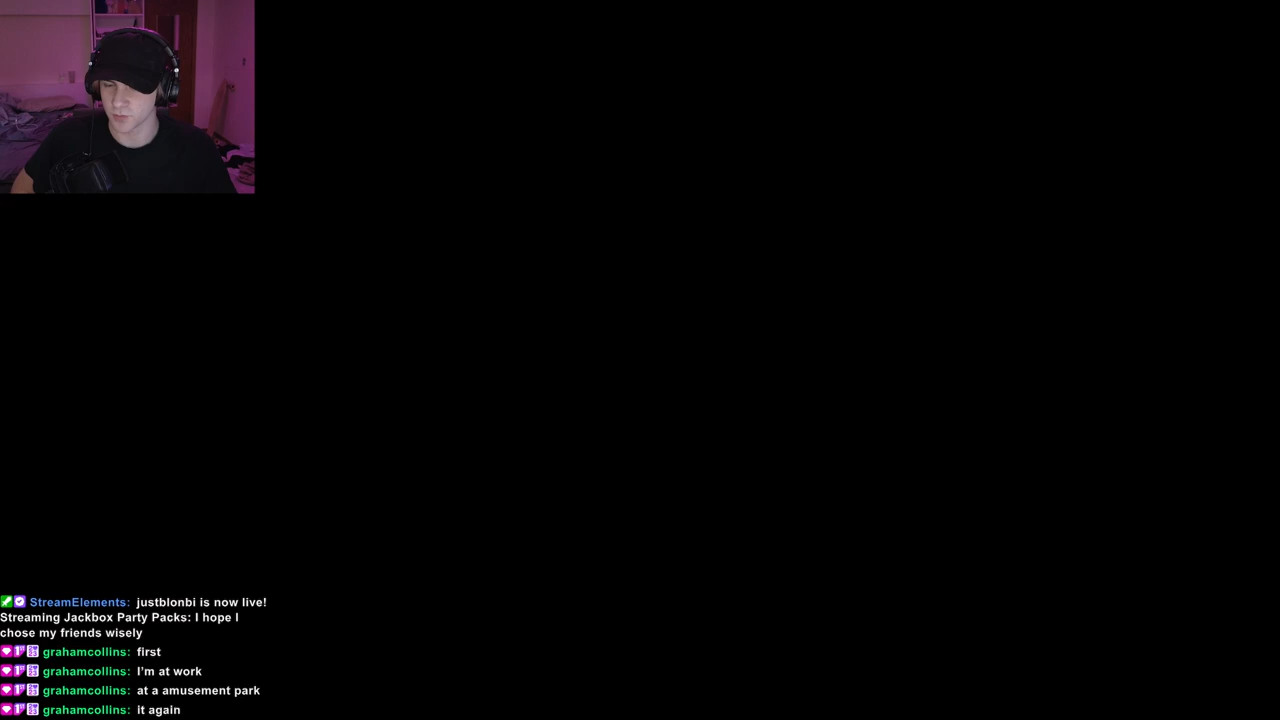 StreamElements: justblonbi is now live!
Streaming Jackbox Party Packs: I hope I
chose my friends wisely
grahamcollins: first
grahamcollins: I'm at work
grahamcollins: at a amusement park
grahamcollins: it again